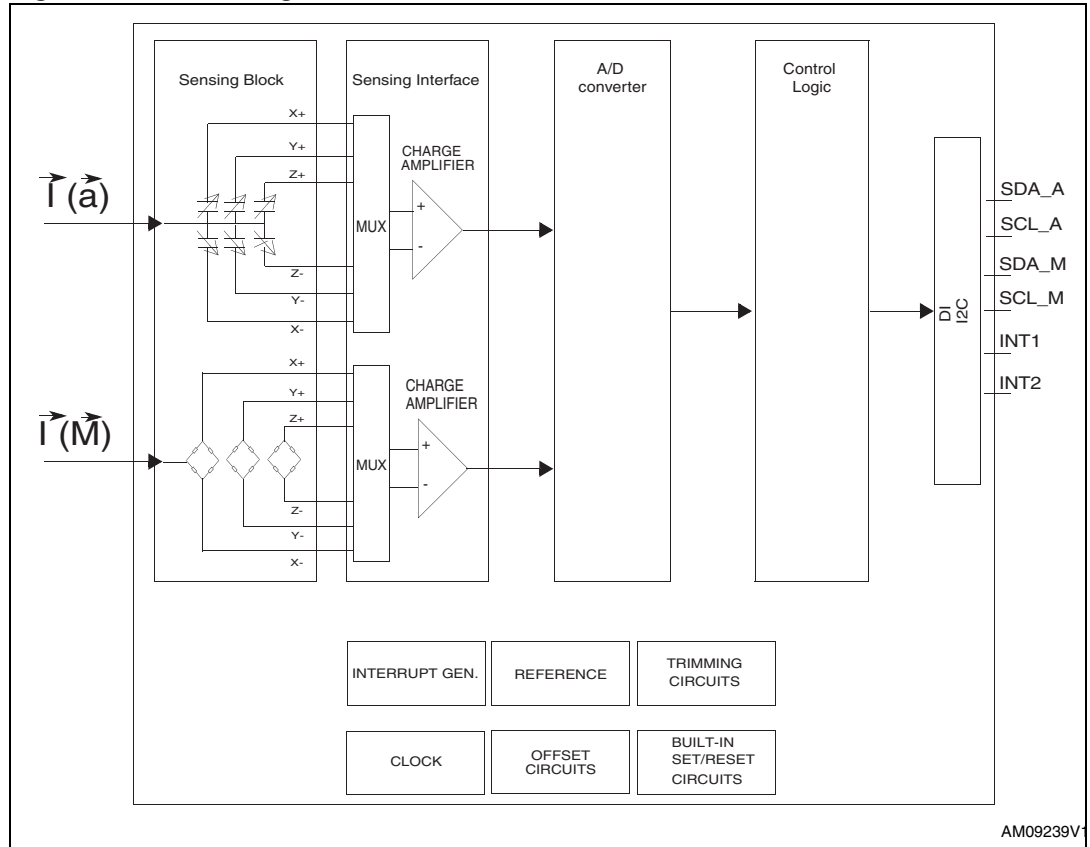 Sensing Block
Sensing Interface
A/D
converter
Control
Logic
X+
Y+
Z+
CHARGE
AMPLIFIER
I (a)
MUX
+
-
Z-
Y-
X-
X+
Y+
Z+
CHARGE
AMPLIFIER
I (M)
MUX
+
-
Z-
Y-
X-
DI
I2C
SDA_A
SCL_A
SDA_M
SCL_M
INT1
INT2
INTERRUPT GEN.
REFERENCE
TRIMMING
CIRCUITS
CLOCK
OFFSET
CIRCUITS
BUILT-IN
SET/RESET
CIRCUITS
AM09239V1